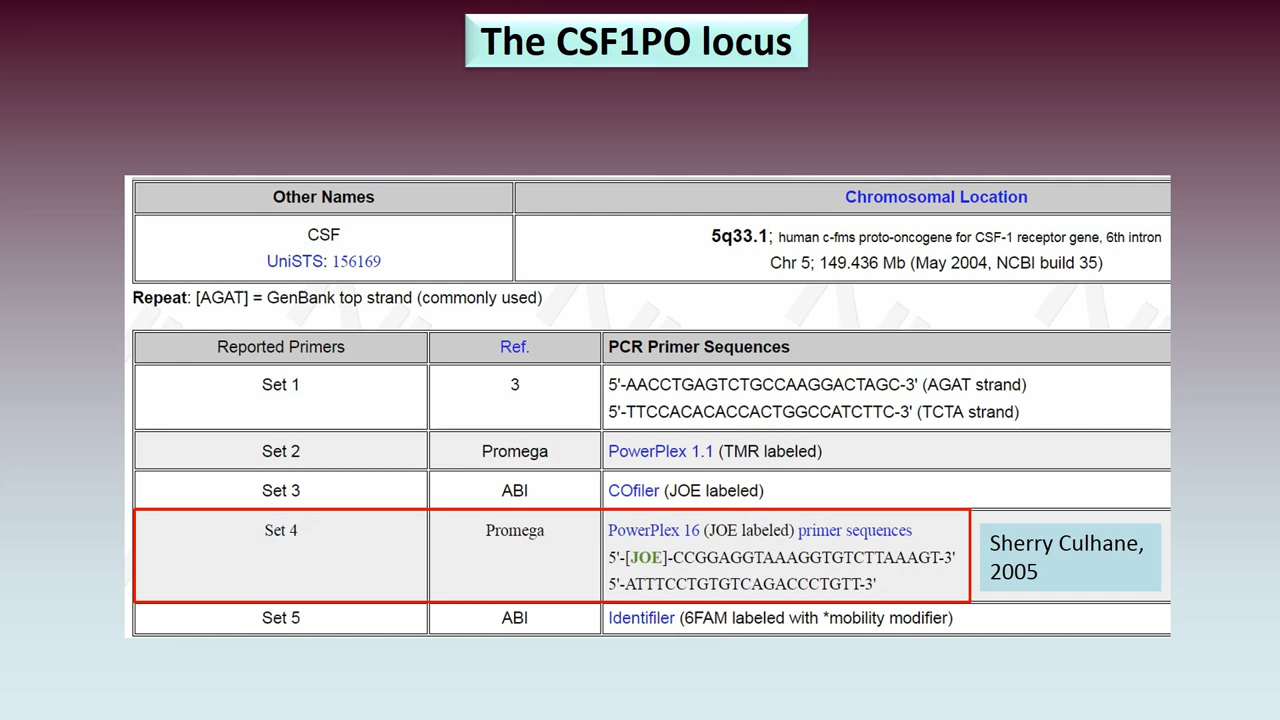 The CSF1PO locus
Other Names
Chromosomal Location
CSF
UniSTS: 156169
5q33.1; human c-fms proto-oncogene for CSF-1 receptor gene, 6th intron
Chr 5; 149.436 Mb (May 2004, NCBI build 35)
Repeat: [AGAT] = GenBank top strand (commonly used)
Reported Primers
Ref.
PCR Primer Sequences
Set 1
3
5'-AACCTGAGTCTGCCAAGGACTAGC-3' (AGAT strand)
5'-TTCCACACACCACTGGCCATCTTC-3' (TCTA strand)
Set 2
Promega
PowerPlex 1.1 (TMR labeled)
Set 3
ABI
COfiler (JOE labeled)
Set 4
Promega
PowerPlex 16 (JOE labeled) primer sequences
5'-[JOE]-CCGGAGGTAAAGGTGTCTTAAAGT-3'
5'-ATTTCCTGTGTCAGACCCTGTT-3'
Sherry Culhane,
2005
Set 5
ABI
Identifiler (6FAM labeled with *mobility modifier)